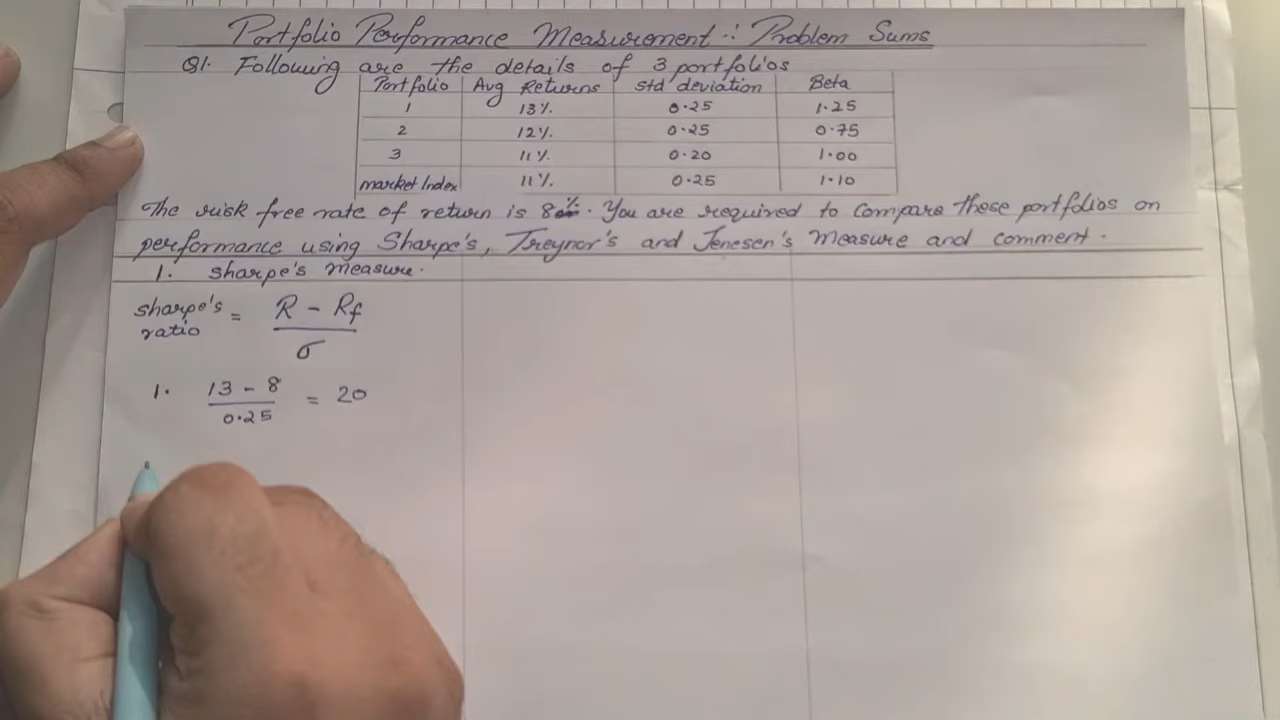 Portfolio Performance Measurement :: Problem Sums
Q1. Following are the details of 3 portfolios
Portfolio Avg Returns std deviation Beta
1 13%. 0.25 1.25
2 12%. 0.25 0.75
3 11%. 0.20 1.00
market Index 11%. 0.25 1.10
The risk free rate of return is 8%. You are required to compare these portfolios on
performance using Sharpe's, Treynor's and Jenesen's Measure and comment.
1. sharpe's measure.
sharpe's ratio = R - Rf / σ
1. 13 - 8 / 0.25 = 20